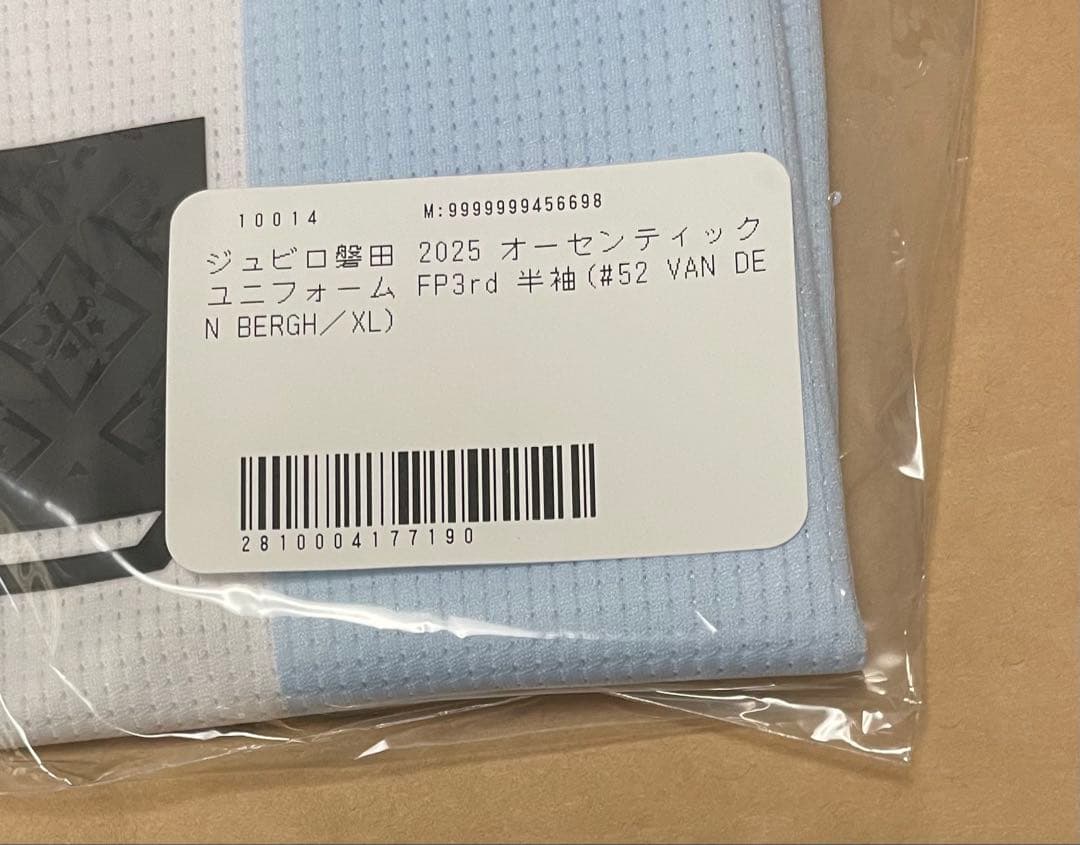 10014 M:9999999456698
ジュビロ磐田 2025 オーセンティック
ユニフォーム FP3rd 半袖(#52 VAN DE
N BERGH／XL)
2810004177190